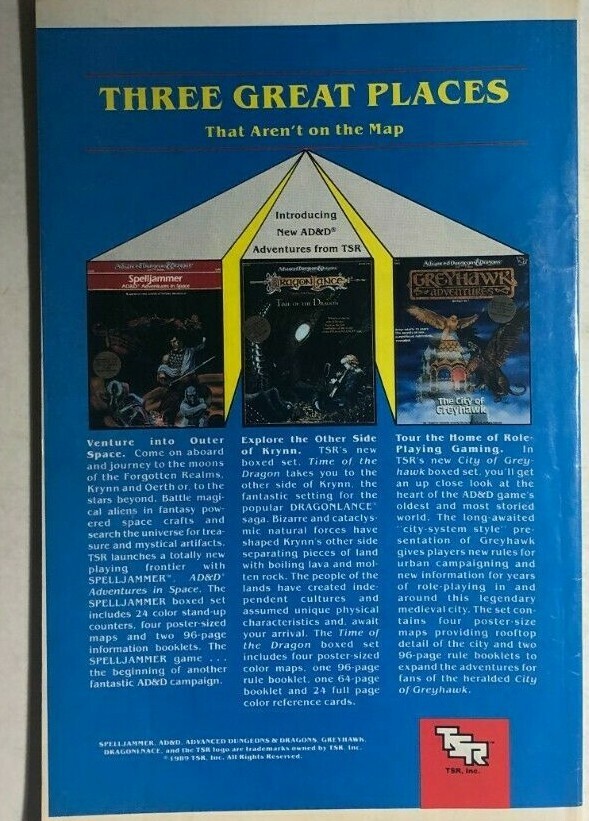 THREE GREAT PLACES
That Aren't on the Map
Introducing
New AD&D®
Adventures from TSR
Advanced Dungeons & Dragons
Spelljammer
AD&D Adventures in Space
Advanced Dungeons & Dragons
DRAGONLANCE
TIME OF THE DRAGON
Advanced Dungeons & Dragons
GREYHAWK
ADVENTURES
The City of
Greyhawk
Venture into Outer
Space. Come on aboard
and journey to the moons
of the Forgotten Realms,
Krynn and Oerth or, to the
stars beyond. Battle magi-
cal aliens in fantasy pow-
ered space crafts and
search the universe for trea-
sure and mystical artifacts.
TSR launches a totally new
playing frontier with
SPELLJAMMER™, AD&D®
Adventures in Space. The
SPELLJAMMER boxed set
includes 24 color stand-up
counters, four poster-sized
maps and two 96-page
information booklets. The
SPELLJAMMER game . . .
the beginning of another
fantastic AD&D campaign.
Explore the Other Side
of Krynn. TSR's new
boxed set, Time of the
Dragon takes you to the
other side of Krynn, the
fantastic setting for the
popular DRAGONLANCE®
saga. Bizarre and cataclys-
mic natural forces have
shaped Krynn's other side
separating pieces of land
with boiling lava and mol-
ten rock. The people of the
lands have created inde-
pendent cultures and
assumed unique physical
characteristics and, await
your arrival. The Time of
the Dragon boxed set
includes four poster-sized
color maps, one 96-page
rule booklet, one 64-page
booklet and 24 full page
color reference cards.
Tour the Home of Role-
Playing Gaming. In
TSR's new City of Grey-
hawk boxed set, you'll get
an up close look at the
heart of the AD&D game's
oldest and most storied
world. The long-awaited
"city-system style" pre-
sentation of Greyhawk
gives players new rules for
urban campaigning and
new information for years
of role-playing in and
around this legendary
medieval city. The set con-
tains four poster-size
maps providing rooftop
detail of the city and two
96-page rule booklets to
expand the adventures for
fans of the heralded City
of Greyhawk.
SPELLJAMMER, AD&D, ADVANCED DUNGEONS & DRAGONS, GREYHAWK,
DRAGONLNACE, and the TSR logo are trademarks owned by TSR, Inc.
©1989 TSR, Inc. All Rights Reserved.
TSR™
TSR, Inc.